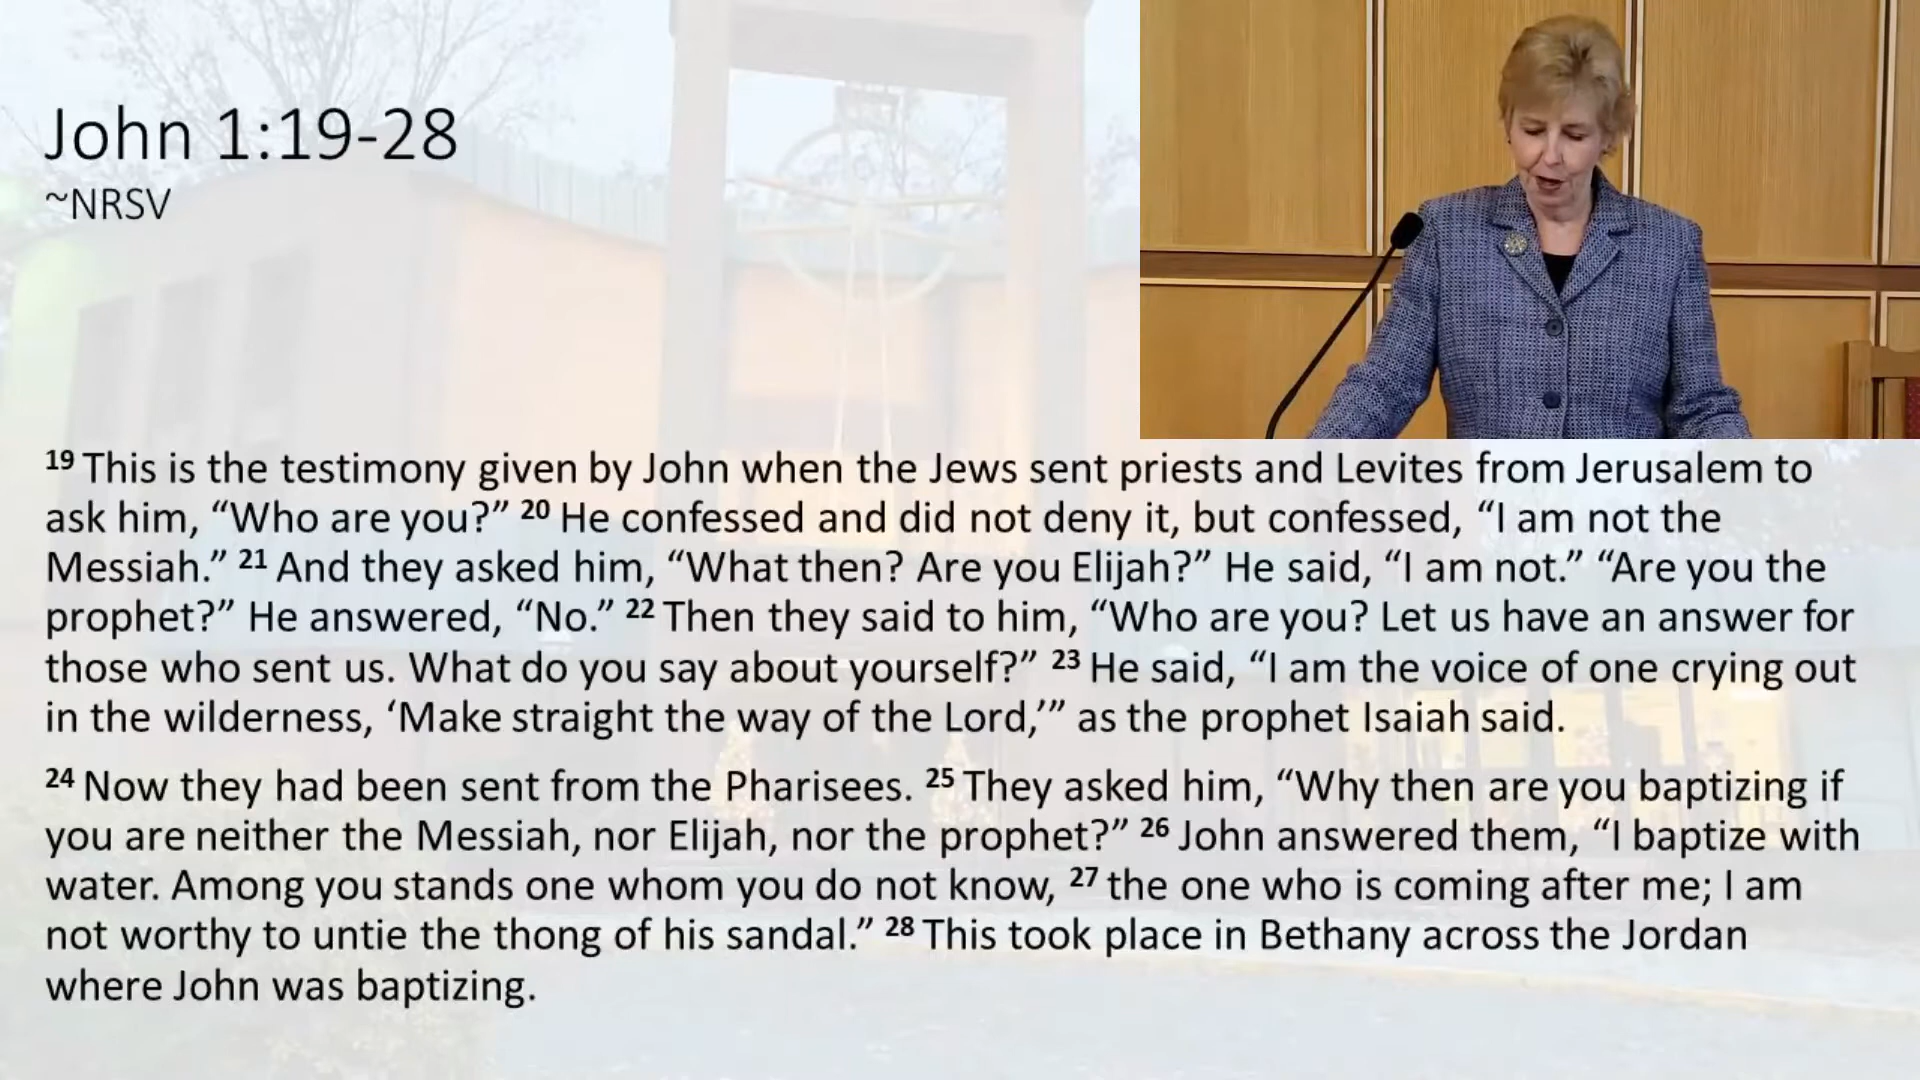 John 1:19-28
~NRSV
19 This is the testimony given by John when the Jews sent priests and Levites from Jerusalem to
ask him, “Who are you?” 20 He confessed and did not deny it, but confessed, “I am not the
Messiah.” 21 And they asked him, “What then? Are you Elijah?” He said, “I am not.” “Are you the
prophet?” He answered, “No.” 22 Then they said to him, “Who are you? Let us have an answer for
those who sent us. What do you say about yourself?” 23 He said, “I am the voice of one crying out
in the wilderness, ‘Make straight the way of the Lord,’” as the prophet Isaiah said.
24 Now they had been sent from the Pharisees. 25 They asked him, “Why then are you baptizing if
you are neither the Messiah, nor Elijah, nor the prophet?” 26 John answered them, “I baptize with
water. Among you stands one whom you do not know, 27 the one who is coming after me; I am
not worthy to untie the thong of his sandal.” 28 This took place in Bethany across the Jordan
where John was baptizing.